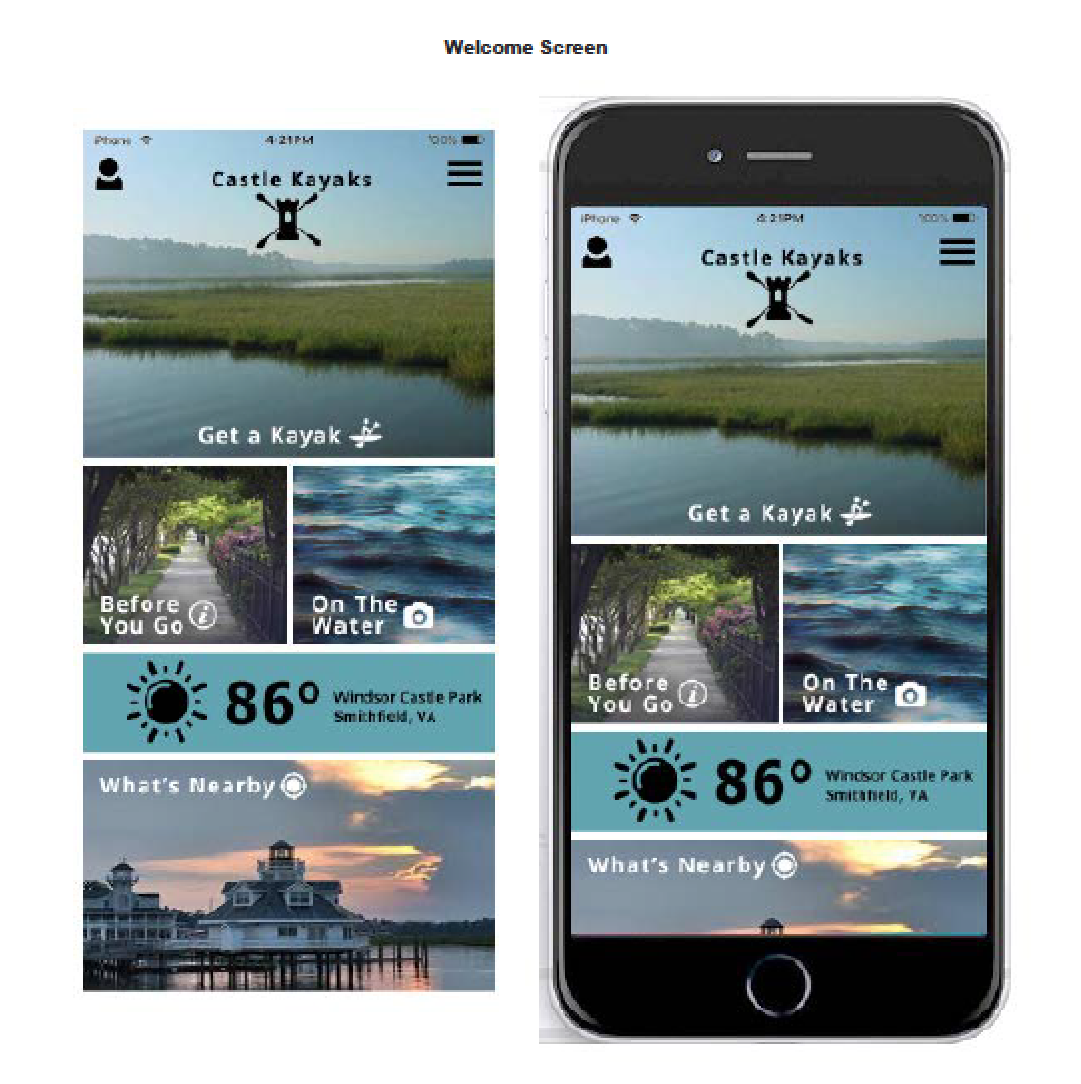 Welcome Screen
iPhone 4:21PM 100%
Castle Kayaks
Get a Kayak
Before
You Go
On The
Water
86° Windsor Castle Park
Smithfield, VA
What's Nearby
iPhone 4:21PM 100%
Castle Kayaks
Get a Kayak
Before
You Go
On The
Water
86° Windsor Castle Park
Smithfield, VA
What's Nearby